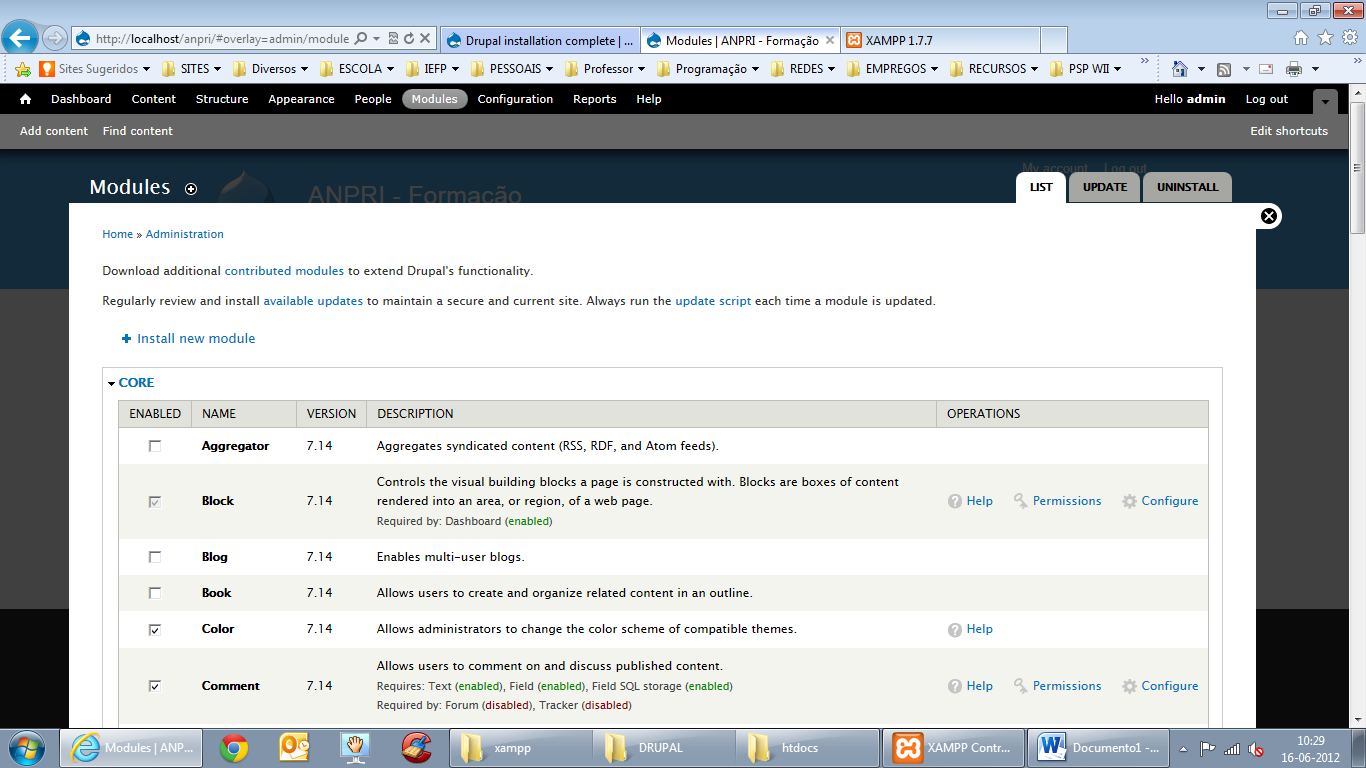 http://localhost/anpri/#overlay=admin/module
Drupal installation complete | ...
Modules | ANPRI - Formação
XAMPP 1.7.7
Sites Sugeridos
SITES
Diversos
ESCOLA
IEFP
PESSOAIS
Professor
Programação
REDES
EMPREGOS
RECURSOS
PSP WII
Dashboard Content Structure Appearance People Modules Configuration Reports Help
Hello admin Log out
Add content Find content
Edit shortcuts
My account Log out
Modules
ANPRI - Formação
LIST UPDATE UNINSTALL
Home » Administration
Download additional contributed modules to extend Drupal's functionality.
Regularly review and install available updates to maintain a secure and current site. Always run the update script each time a module is updated.
+ Install new module
CORE
ENABLED NAME VERSION DESCRIPTION OPERATIONS
Aggregator 7.14 Aggregates syndicated content (RSS, RDF, and Atom feeds).
Block 7.14 Controls the visual building blocks a page is constructed with. Blocks are boxes of content
rendered into an area, or region, of a web page.
Required by: Dashboard (enabled)
Help Permissions Configure
Blog 7.14 Enables multi-user blogs.
Book 7.14 Allows users to create and organize related content in an outline.
Color 7.14 Allows administrators to change the color scheme of compatible themes. Help
Comment 7.14 Allows users to comment on and discuss published content.
Requires: Text (enabled), Field (enabled), Field SQL storage (enabled)
Required by: Forum (disabled), Tracker (disabled)
Help Permissions Configure
Modules | ANP...
xampp
DRUPAL
htdocs
XAMPP Contr...
Documento1 -...
10:29
16-06-2012